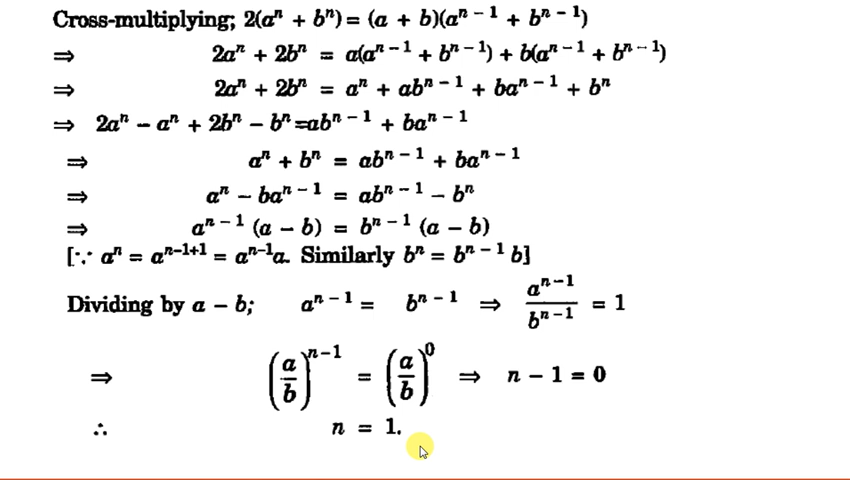 Cross-multiplying; 2(aⁿ + bⁿ) = (a + b)(aⁿ ⁻ ¹ + bⁿ ⁻ ¹)
⇒ 2aⁿ + 2bⁿ = a(aⁿ ⁻ ¹ + bⁿ ⁻ ¹) + b(aⁿ ⁻ ¹ + bⁿ ⁻ ¹)
⇒ 2aⁿ + 2bⁿ = aⁿ + abⁿ ⁻ ¹ + baⁿ ⁻ ¹ + bⁿ
⇒ 2aⁿ – aⁿ + 2bⁿ – bⁿ = abⁿ ⁻ ¹ + baⁿ ⁻ ¹
⇒ aⁿ + bⁿ = abⁿ ⁻ ¹ + baⁿ ⁻ ¹
⇒ aⁿ – baⁿ ⁻ ¹ = abⁿ ⁻ ¹ – bⁿ
⇒ aⁿ ⁻ ¹ (a – b) = bⁿ ⁻ ¹ (a – b)
[∵ aⁿ = aⁿ⁻¹⁺¹ = aⁿ⁻¹a. Similarly bⁿ = bⁿ ⁻ ¹ b]
Dividing by a – b; aⁿ ⁻ ¹ = bⁿ ⁻ ¹ ⇒ aⁿ⁻¹/bⁿ⁻¹ = 1
⇒ (a/b)ⁿ⁻¹ = (a/b)⁰ ⇒ n – 1 = 0
∴ n = 1.